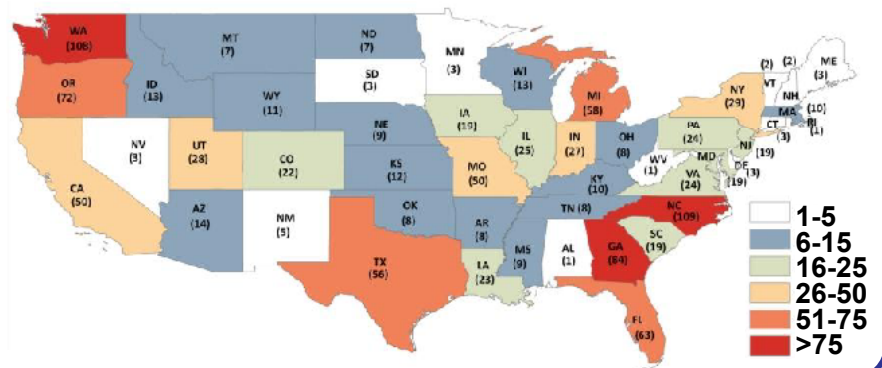 WA
(108)
MT
(7)
ND
(7)
MN
(3)
OR
(72)
ID
(13)
SD
(3)
WI
(13)
MI
(58)
(2)
(2)
ME
(3)
VT
NH
NY
(29)
(10)
MA
RI
(1)
CT
(3)
WY
(11)
NE
(9)
IA
(19)
IL
(25)
IN
(27)
OH
(8)
PA
(24)
NJ
(19)
NV
(3)
UT
(28)
CO
(22)
KS
(12)
MO
(50)
WV
(1)
MD
DE
(3)
(19)
VA
(24)
KY
(10)
CA
(50)
AZ
(14)
NM
(5)
OK
(8)
AR
(8)
TN (8)
NC
(109)
SC
(19)
TX
(56)
LA
(23)
MS
(9)
AL
(1)
GA
(84)
FL
(63)
1-5
6-15
16-25
26-50
51-75
>75